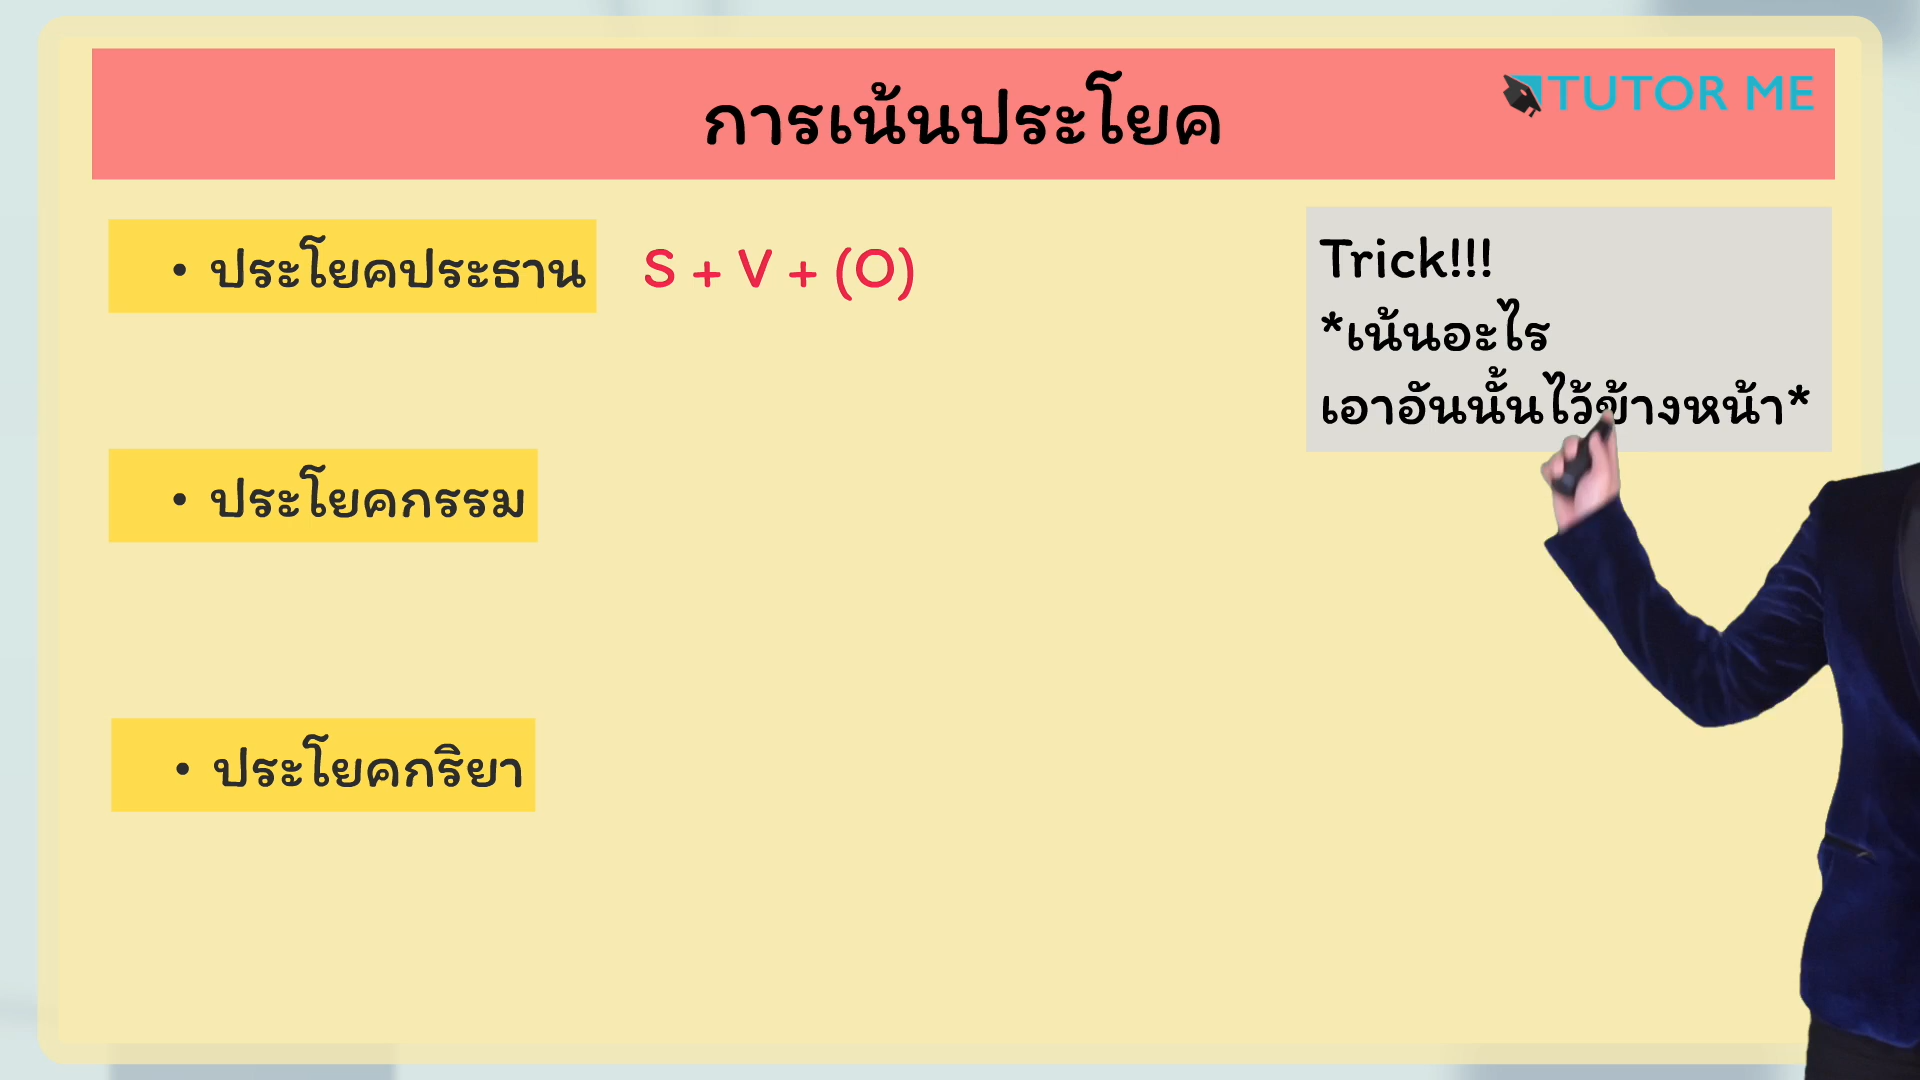 การเน้นประโยค
TUTOR ME
• ประโยคประธาน
S + V + (O)
Trick!!!
*เน้นอะไร
เอาอันนั้นไว้ข้างหน้า*
• ประโยคกรรม
• ประโยคกริยา